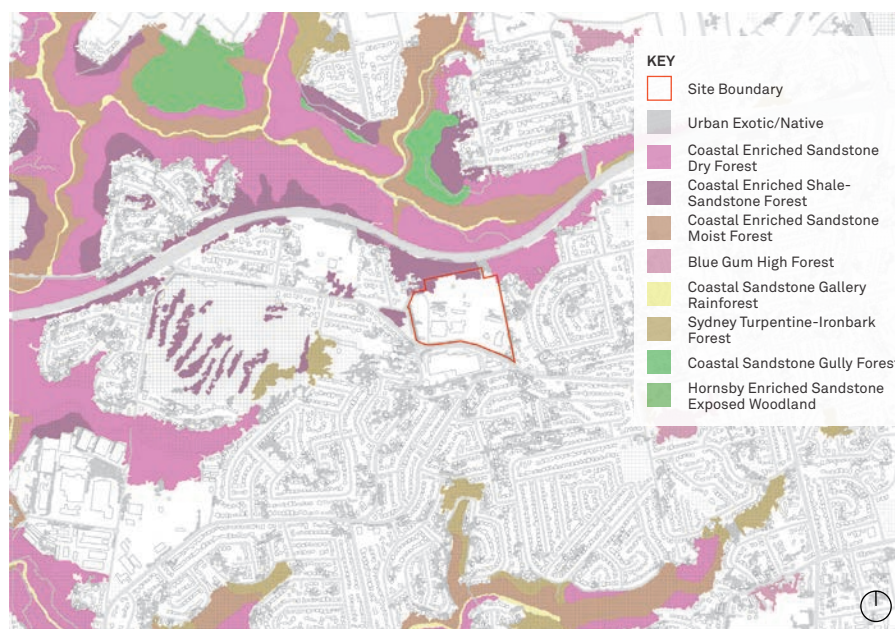 KEY
Site Boundary
Urban Exotic/Native
Coastal Enriched Sandstone
Dry Forest
Coastal Enriched Shale-
Sandstone Forest
Coastal Enriched Sandstone
Moist Forest
Blue Gum High Forest
Coastal Sandstone Gallery
Rainforest
Sydney Turpentine-Ironbark
Forest
Coastal Sandstone Gully Forest
Hornsby Enriched Sandstone
Exposed Woodland